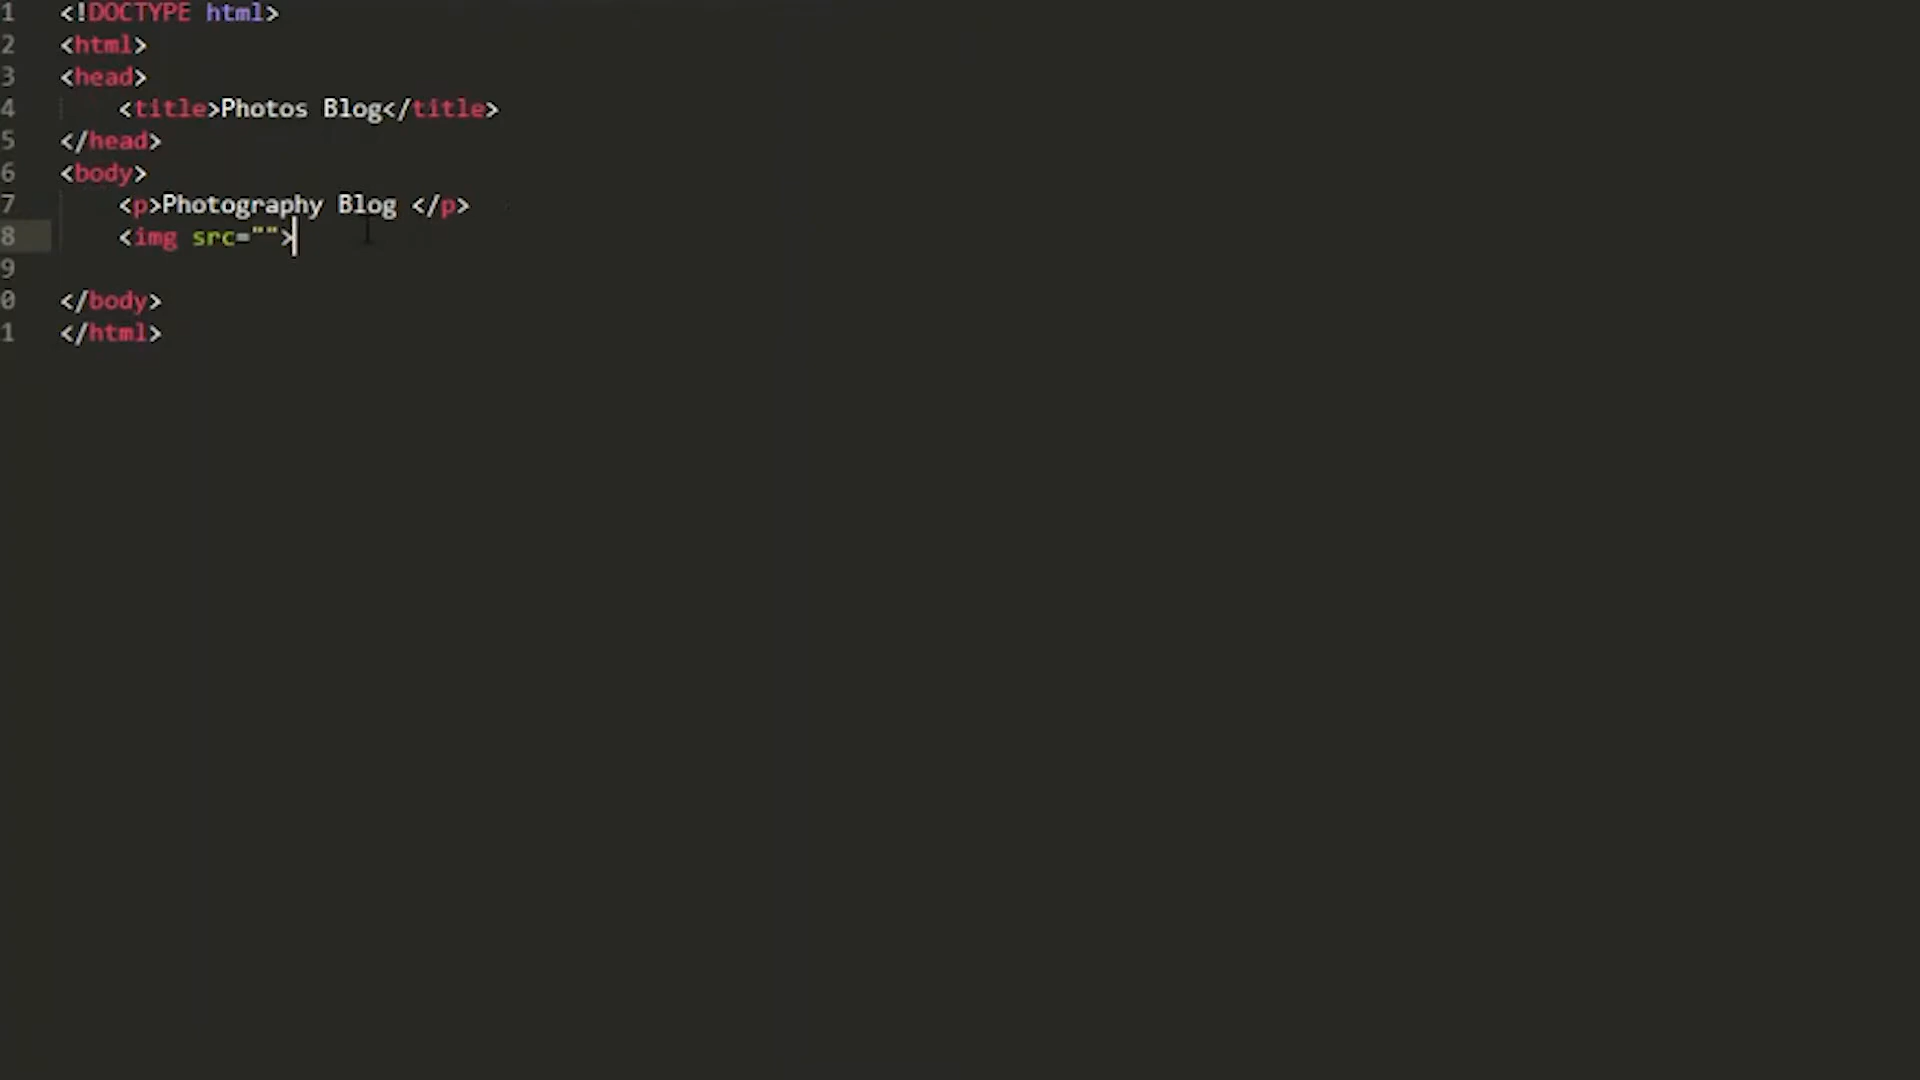 1 <!DOCTYPE html>
2 <html>
3 <head>
4 <title>Photos Blog</title>
5 </head>
6 <body>
7 <p>Photography Blog </p>
8 <img src="">
9
0 </body>
1 </html>